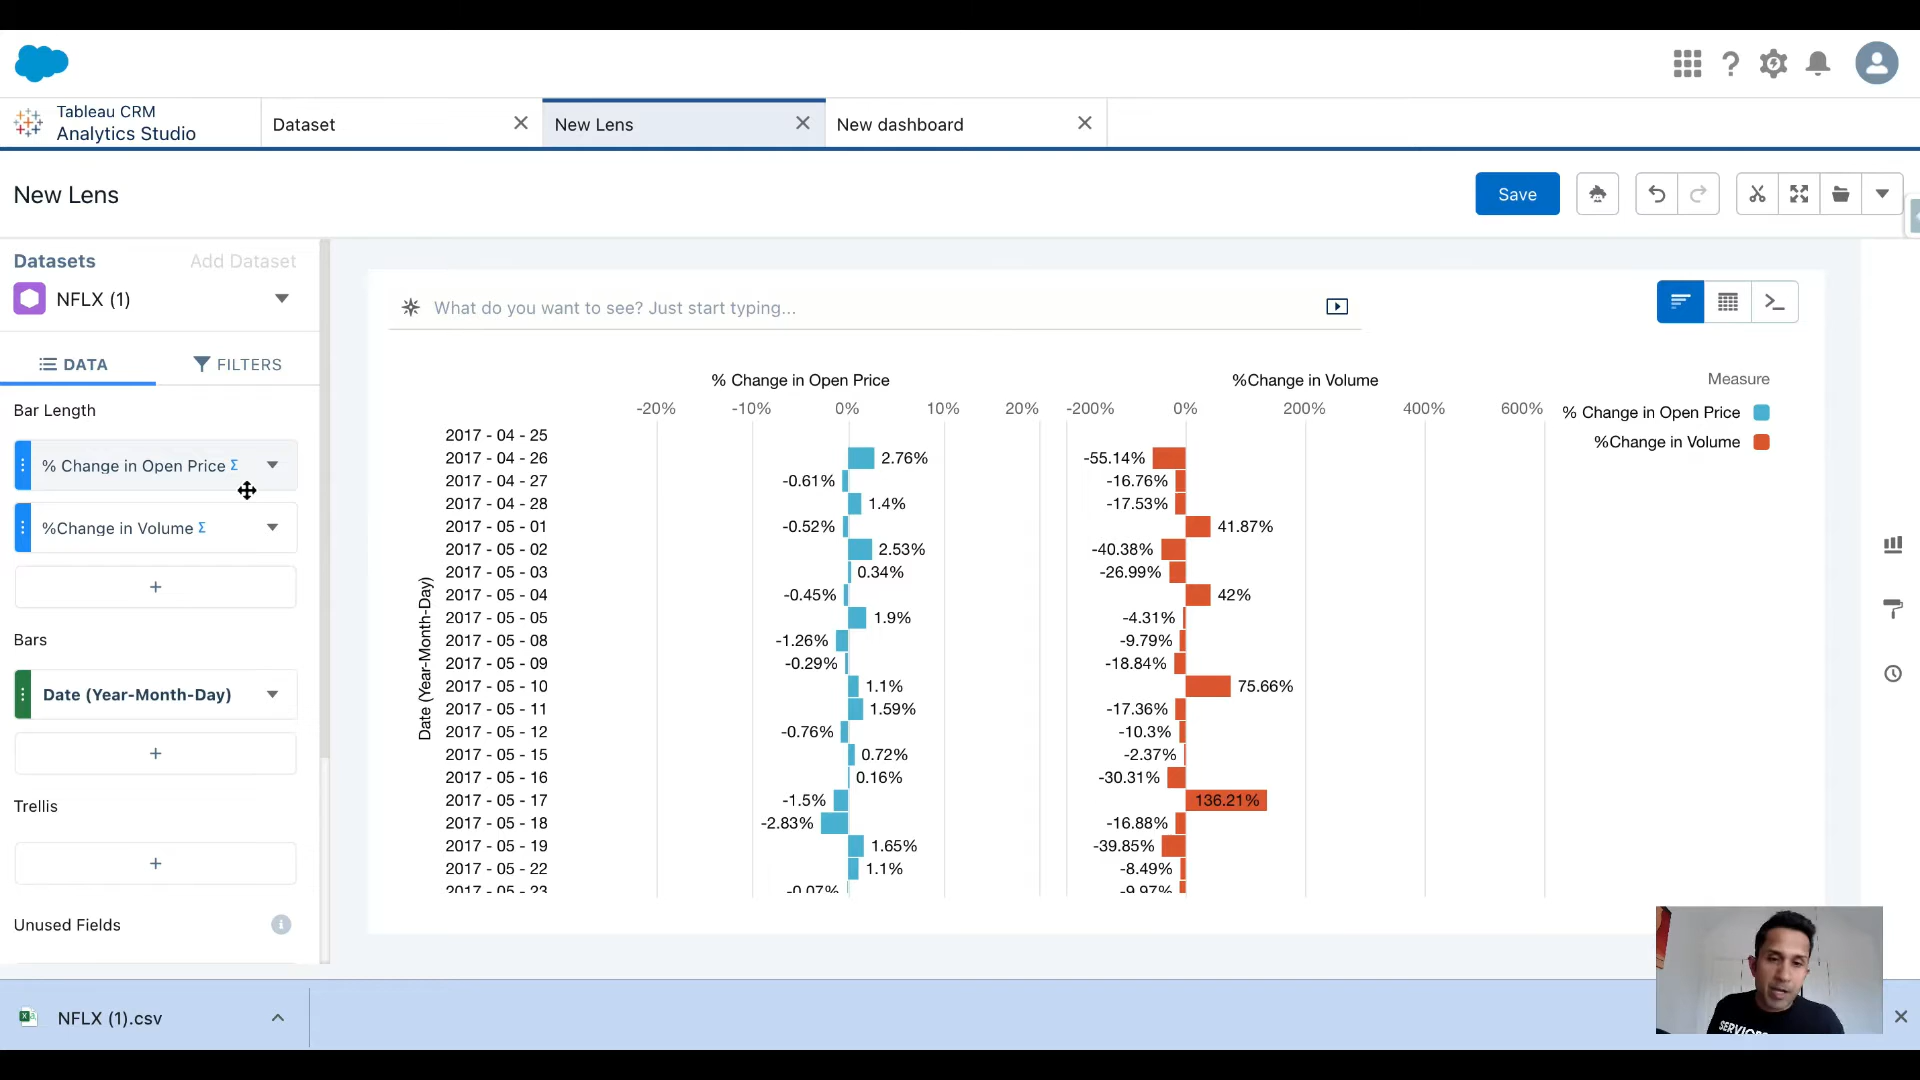 Tableau CRM
Analytics Studio
Dataset
New Lens
New dashboard
New Lens
Save
Datasets
Add Dataset
NFLX (1)
DATA
FILTERS
Bar Length
% Change in Open Price Σ
%Change in Volume Σ
+
Bars
Date (Year-Month-Day)
+
Trellis
+
Unused Fields
What do you want to see? Just start typing...
% Change in Open Price %Change in Volume
-20% -10% 0% 10% 20% -200% 0% 200% 400% 600%
Date (Year-Month-Day)
2017 - 04 - 25
2017 - 04 - 26 2.76% -55.14%
2017 - 04 - 27 -0.61% -16.76%
2017 - 04 - 28 1.4% -17.53%
2017 - 05 - 01 -0.52% 41.87%
2017 - 05 - 02 2.53% -40.38%
2017 - 05 - 03 0.34% -26.99%
2017 - 05 - 04 -0.45% 42%
2017 - 05 - 05 1.9% -4.31%
2017 - 05 - 08 -1.26% -9.79%
2017 - 05 - 09 -0.29% -18.84%
2017 - 05 - 10 1.1% 75.66%
2017 - 05 - 11 1.59% -17.36%
2017 - 05 - 12 -0.76% -10.3%
2017 - 05 - 15 0.72% -2.37%
2017 - 05 - 16 0.16% -30.31%
2017 - 05 - 17 -1.5% 136.21%
2017 - 05 - 18 -2.83% -16.88%
2017 - 05 - 19 1.65% -39.85%
2017 - 05 - 22 1.1% -8.49%
2017 - 05 - 23 -0.07% -9.97%
Measure
% Change in Open Price
%Change in Volume
NFLX (1).csv